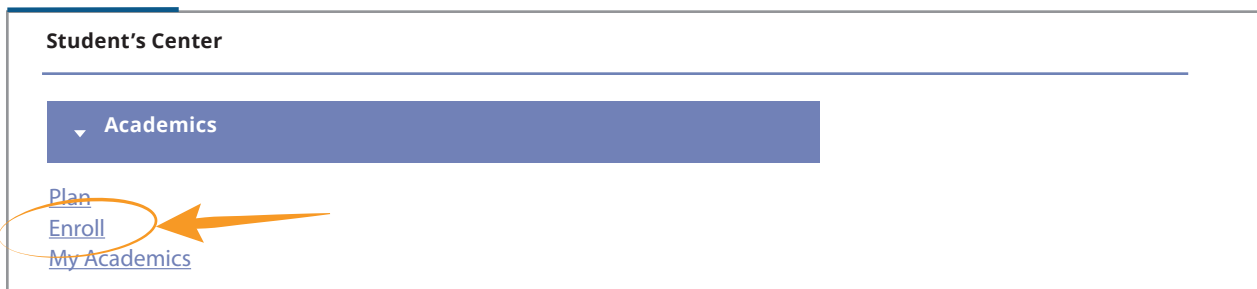 Student’s Center
Academics
Plan
Enroll
My Academics